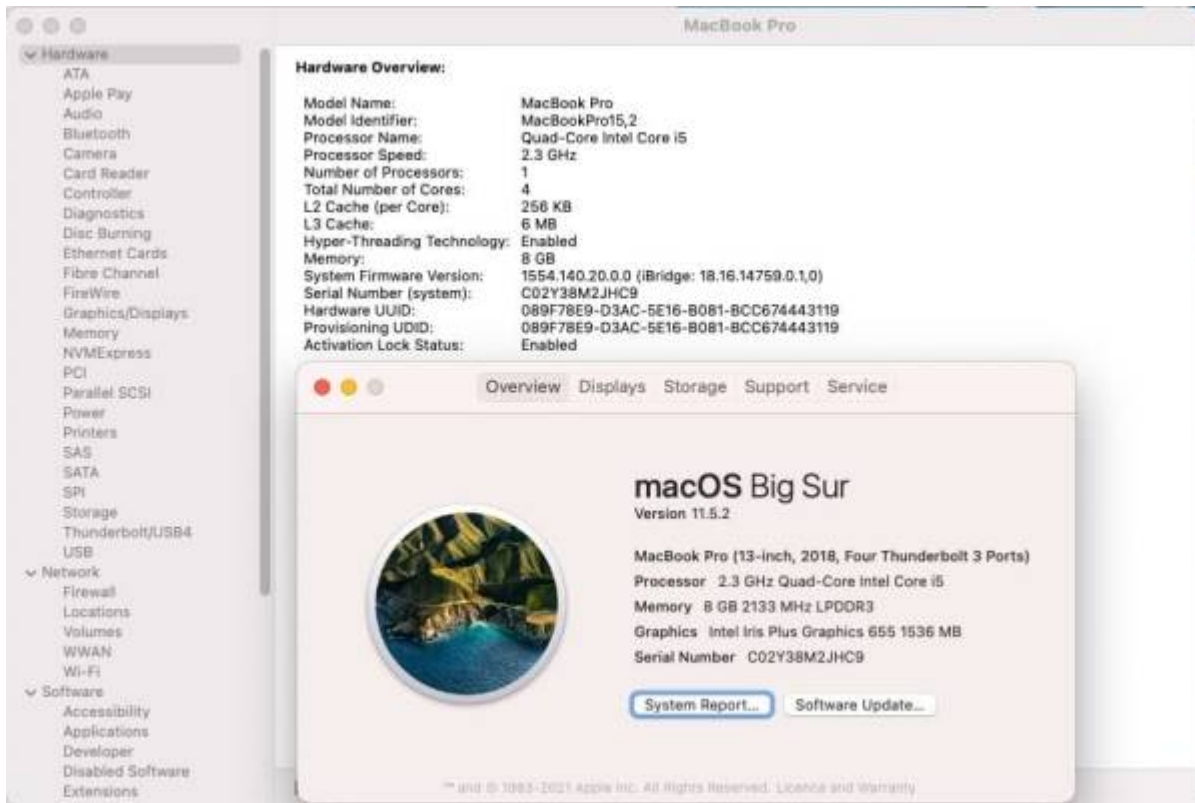 MacBook Pro
Hardware
ATA
Apple Pay
Audio
Bluetooth
Camera
Card Reader
Controller
Diagnostics
Disc Burning
Ethernet Cards
Fibre Channel
FireWire
Graphics/Displays
Memory
NVMExpress
PCI
Parallel SCSI
Power
Printers
SAS
SATA
SPI
Storage
Thunderbolt/USB4
USB
Network
Firewall
Locations
Volumes
WWAN
Wi-Fi
Software
Accessibility
Applications
Developer
Disabled Software
Extensions
Hardware Overview:
Model Name: MacBook Pro
Model Identifier: MacBookPro15,2
Processor Name: Quad-Core Intel Core i5
Processor Speed: 2.3 GHz
Number of Processors: 1
Total Number of Cores: 4
L2 Cache (per Core): 256 KB
L3 Cache: 6 MB
Hyper-Threading Technology: Enabled
Memory: 8 GB
System Firmware Version: 1554.140.20.0.0 (iBridge: 18.16.14759.0.1,0)
Serial Number (system): C02Y38M2JHC9
Hardware UUID: 089F78E9-D3AC-5E16-B081-BCC674443119
Provisioning UDID: 089F78E9-D3AC-5E16-B081-BCC674443119
Activation Lock Status: Enabled
Overview Displays Storage Support Service
macOS Big Sur
Version 11.5.2
MacBook Pro (13-inch, 2018, Four Thunderbolt 3 Ports)
Processor 2.3 GHz Quad-Core Intel Core i5
Memory 8 GB 2133 MHz LPDDR3
Graphics Intel Iris Plus Graphics 655 1536 MB
Serial Number C02Y38M2JHC9
System Report... Software Update...
™ and © 1983-2021 Apple Inc. All Rights Reserved. Licence and Warranty